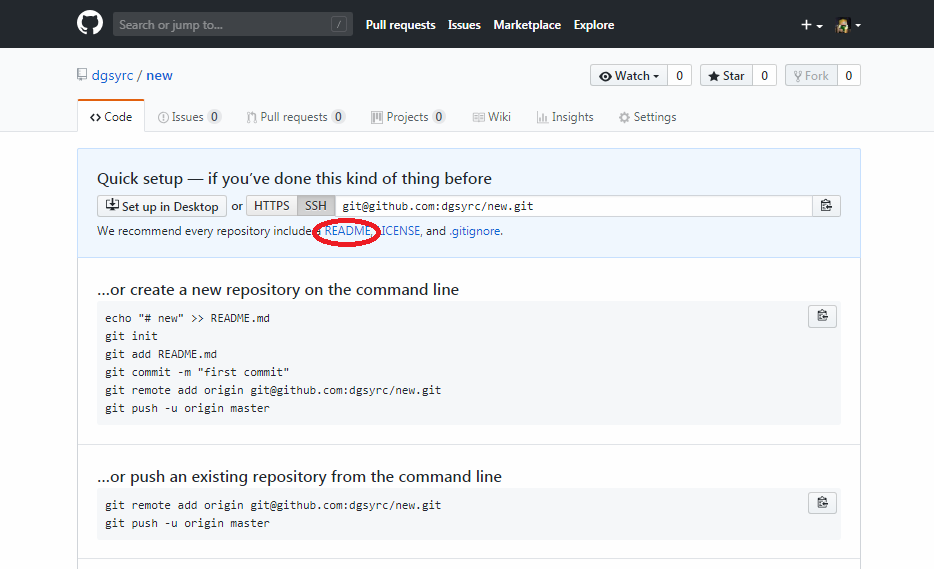 Search or jump to... /
Pull requests Issues Marketplace Explore
dgsyrc / new
Watch 0 Star 0 Fork 0
Code Issues 0 Pull requests 0 Projects 0 Wiki Insights Settings
Quick setup — if you’ve done this kind of thing before
Set up in Desktop or HTTPS SSH git@github.com:dgsyrc/new.git
We recommend every repository include README, ICENSE, and .gitignore.
…or create a new repository on the command line
echo "# new" >> README.md
git init
git add README.md
git commit -m "first commit"
git remote add origin git@github.com:dgsyrc/new.git
git push -u origin master
…or push an existing repository from the command line
git remote add origin git@github.com:dgsyrc/new.git
git push -u origin master